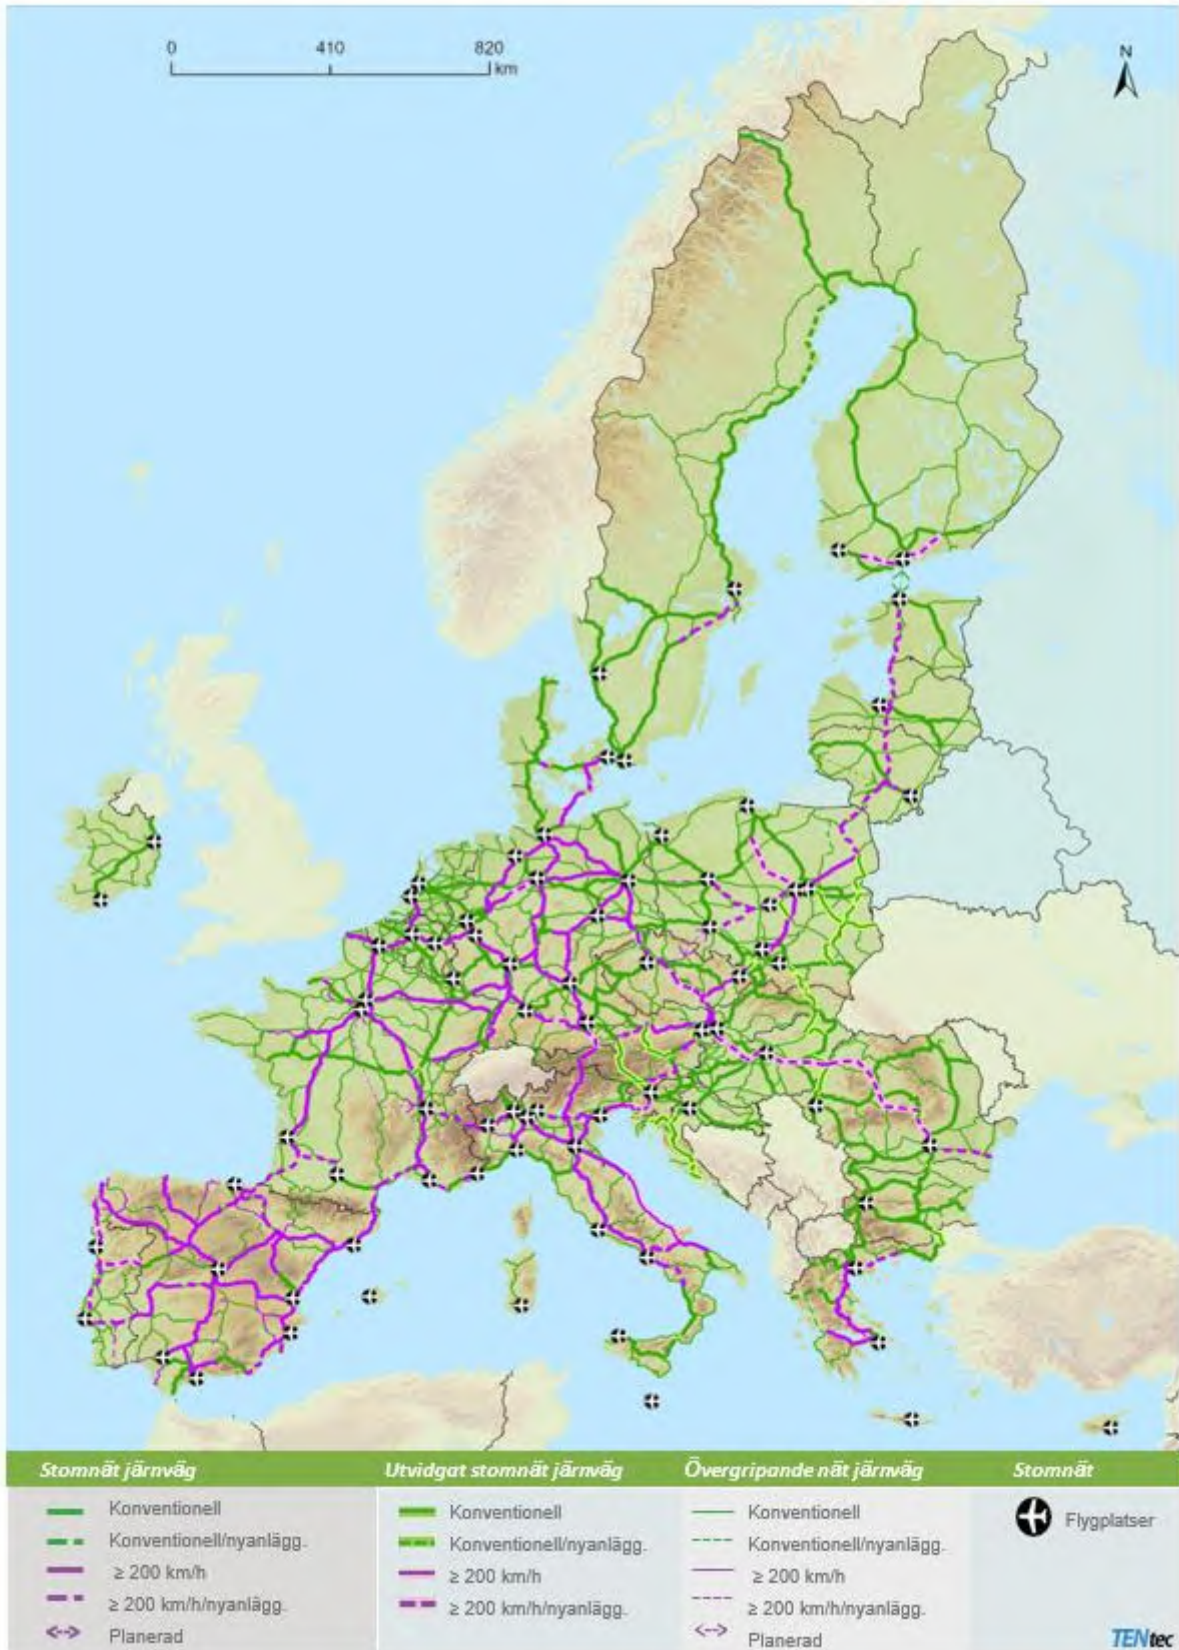 0 410 820
km
N
Stomnät järnväg
Konventionell
Konventionell/nyanlägg.
≥ 200 km/h
≥ 200 km/h/nyanlägg.
Planerad
Utvidgat stomnät järnväg
Konventionell
Konventionell/nyanlägg.
≥ 200 km/h
≥ 200 km/h/nyanlägg.
Övergripande nät järnväg
Konventionell
Konventionell/nyanlägg.
≥ 200 km/h
≥ 200 km/h/nyanlägg.
Planerad
Stomnät
Flygplatser
TENtec